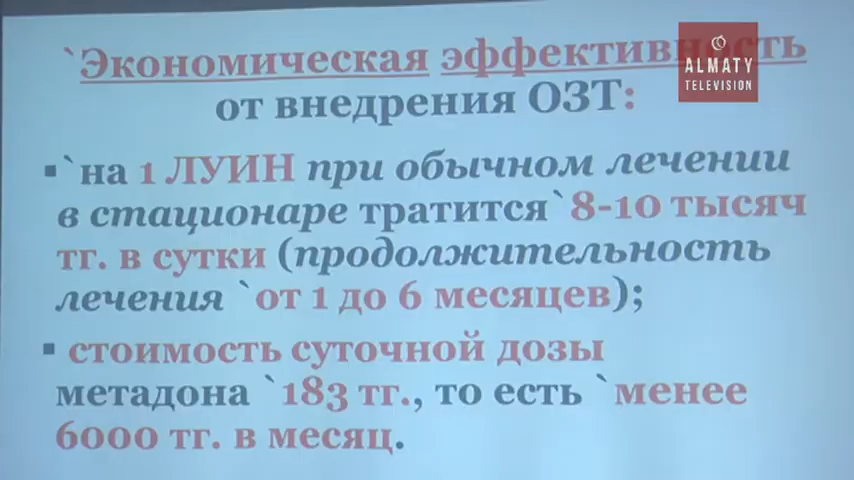 `Экономическая эффективность
ALMATY
TELEVISION
от внедрения ОЗТ:
▪`на 1 ЛУИН при обычном лечении
в стационаре тратится`8-10 тысяч
тг. в сутки (продолжительность
лечения `от 1 до 6 месяцев);
▪ стоимость суточной дозы
метадона `183 тг., то есть `менее
6000 тг. в месяц.